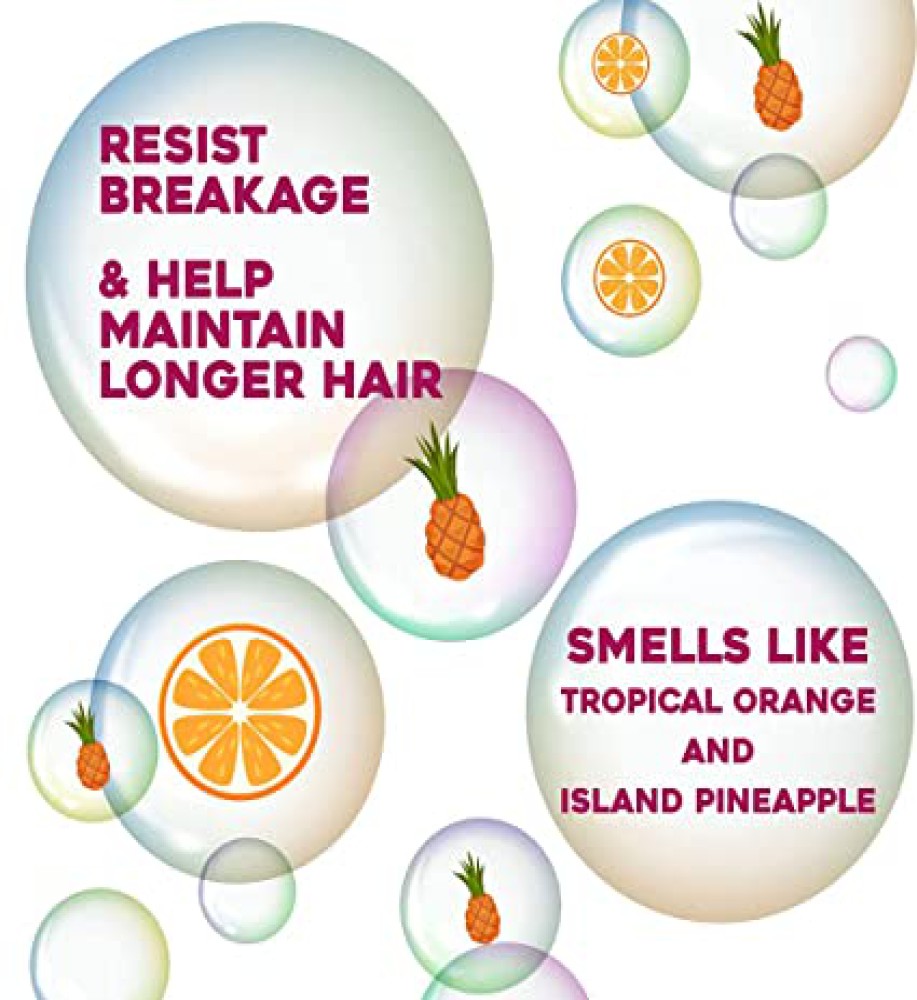 RESIST
BREAKAGE
& HELP
MAINTAIN
LONGER HAIR
SMELLS LIKE
TROPICAL ORANGE
AND
ISLAND PINEAPPLE